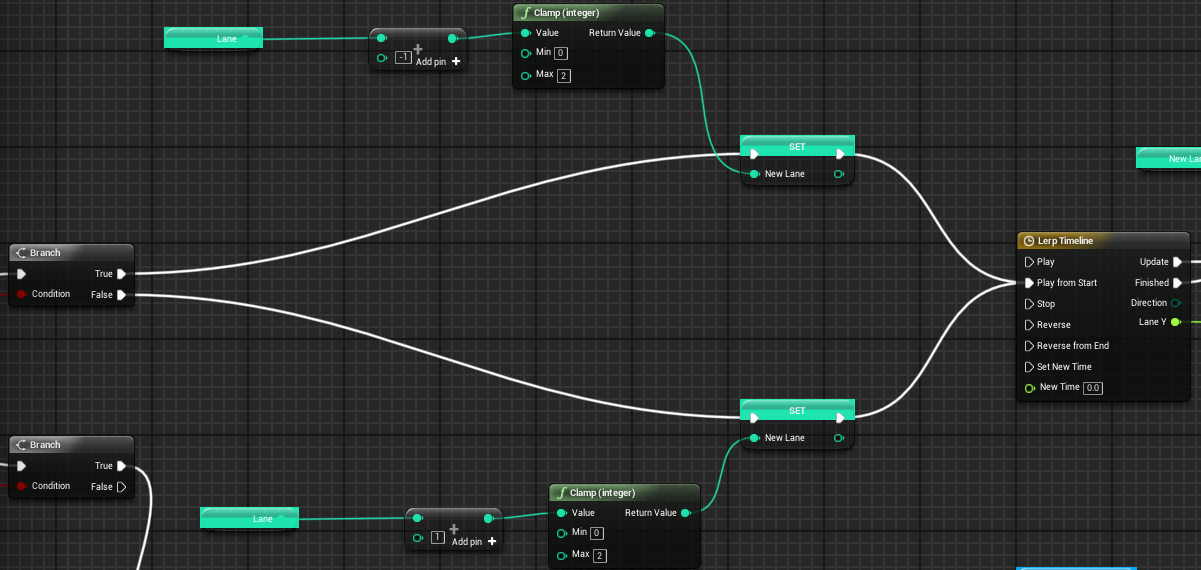 Clamp (integer)
Lane
Value
Return Value
Min 0
-1
Add pin
Max 2
SET
New Lane
New La
Branch
True
Condition
False
Lerp Timeline
Play
Update
Play from Start
Finished
Stop
Direction
Lane Y
Reverse
Reverse from End
Set New Time
New Time 0.0
SET
New Lane
Branch
True
Condition
False
Clamp (integer)
Lane
Value
Return Value
Min 0
1
Add pin
Max 2